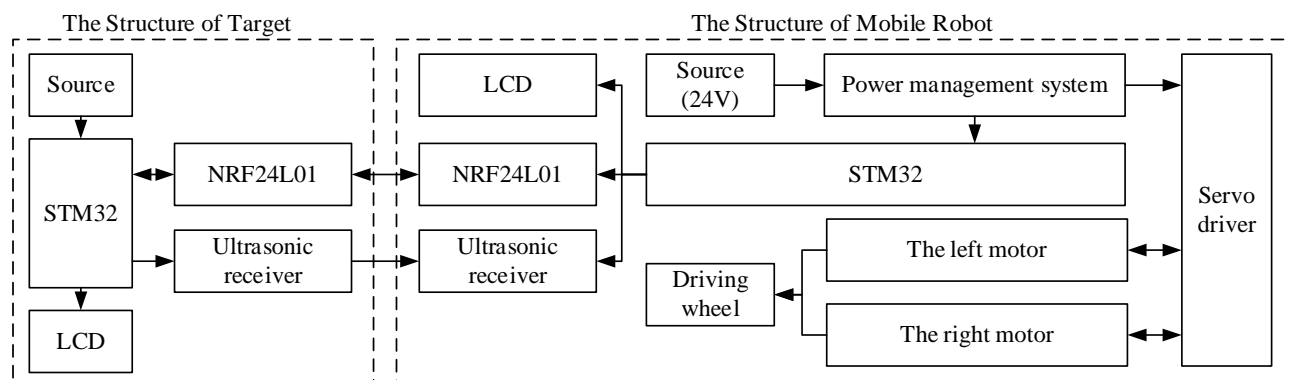 The Structure of Target
Source
STM32
LCD
NRF24L01
Ultrasonic
receiver
The Structure of Mobile Robot
LCD
NRF24L01
Ultrasonic
receiver
Source
(24V)
Power management system
STM32
Driving
wheel
The left motor
The right motor
Servo
driver